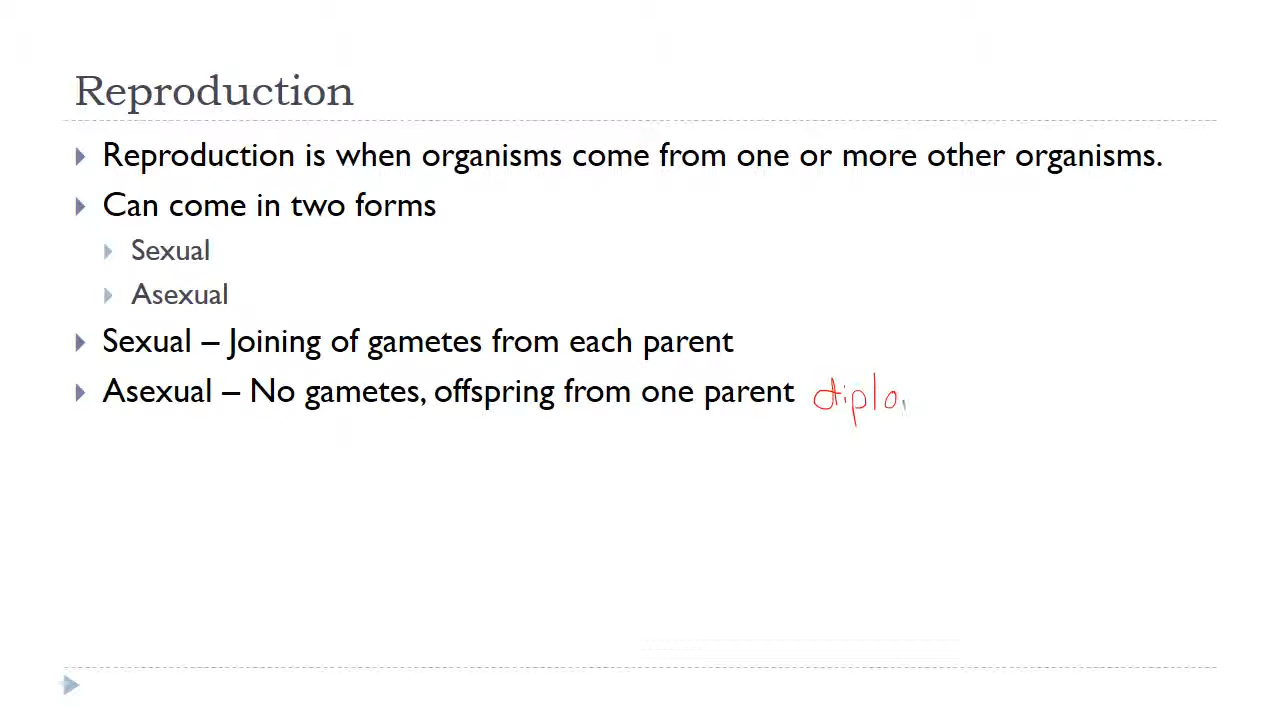 Reproduction
Reproduction is when organisms come from one or more other organisms.
Can come in two forms
Sexual
Asexual
Sexual – Joining of gametes from each parent
Asexual – No gametes, offspring from one parent diplo